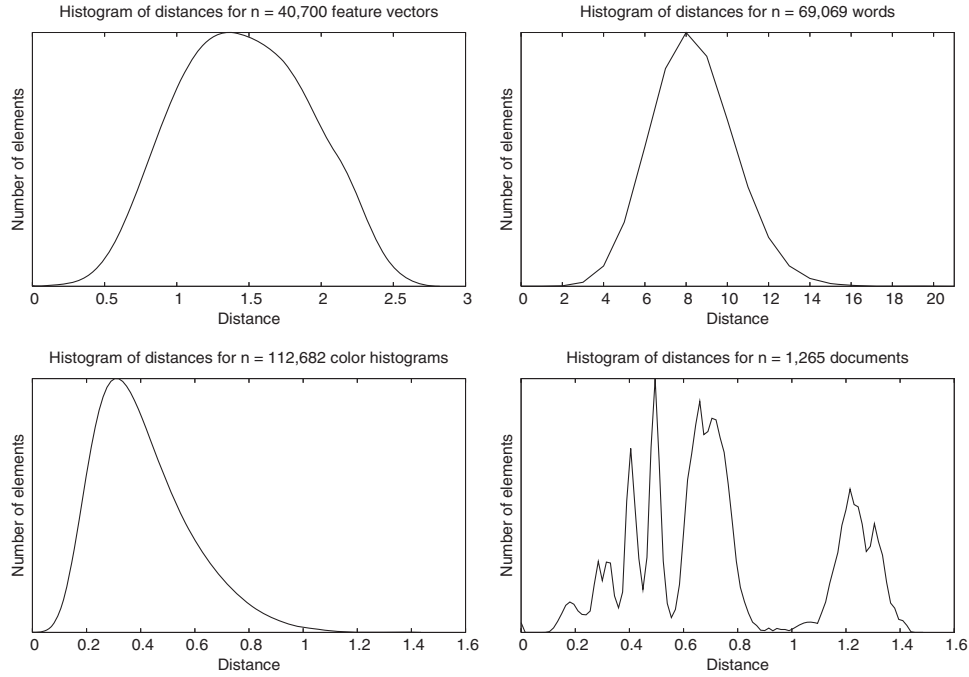 Histogram of distances for n = 40,700 feature vectors
Number of elements
0 0.5 1 1.5 2 2.5 3
Distance
Histogram of distances for n = 69,069 words
Number of elements
0 2 4 6 8 10 12 14 16 18 20
Distance
Histogram of distances for n = 112,682 color histograms
Number of elements
0 0.2 0.4 0.6 0.8 1 1.2 1.4 1.6
Distance
Histogram of distances for n = 1,265 documents
Number of elements
0 0.2 0.4 0.6 0.8 1 1.2 1.4 1.6
Distance